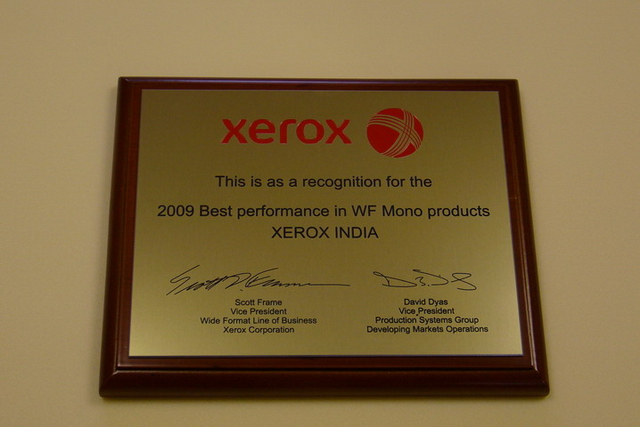 xerox
This is as a recognition for the
2009 Best performance in WF Mono products
XEROX INDIA
Scott Frame
Vice President
Wide Format Line of Business
Xerox Corporation
David Dyas
Vice President
Production Systems Group
Developing Markets Operations